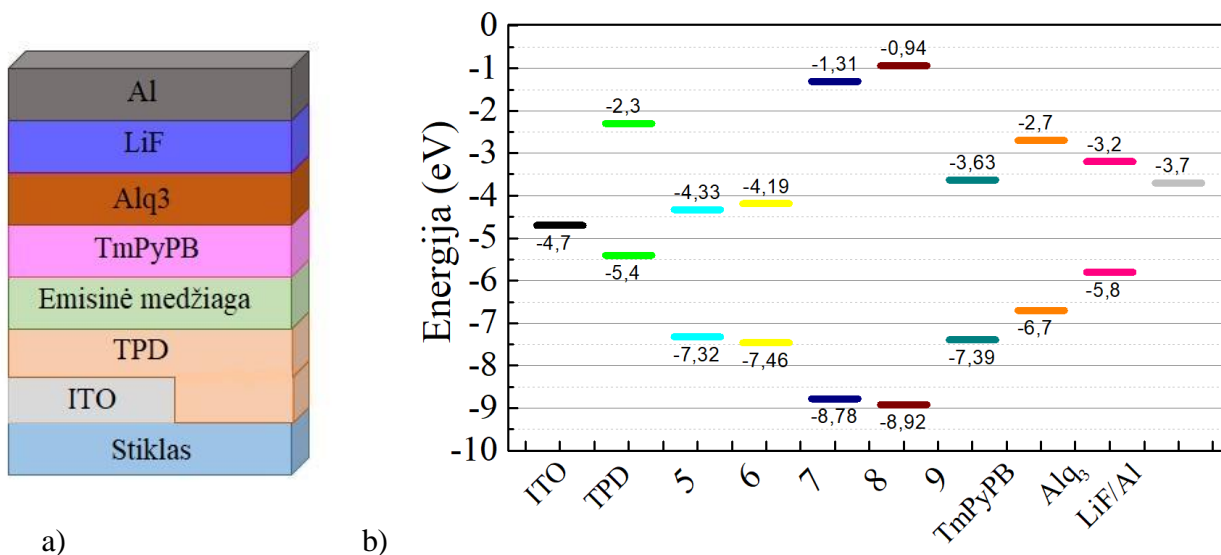 Al
LiF
Alq3
TmPyPB
Emisinė medžiaga
TPD
ITO
Stiklas
a)
b)
Energija (eV)
-0
-1
-2
-3
-4
-5
-6
-7
-8
-9
-10
-4,7
-2,3
-5,4
-4,33
-7,32
-4,19
-7,46
-1,31
-8,78
-0,94
-8,92
-3,63
-7,39
-2,7
-6,7
-3,2
-5,8
-3,7
ITO
TPD
5
6
7
8
9
TmPyPB
Alq₃
LiF/Al